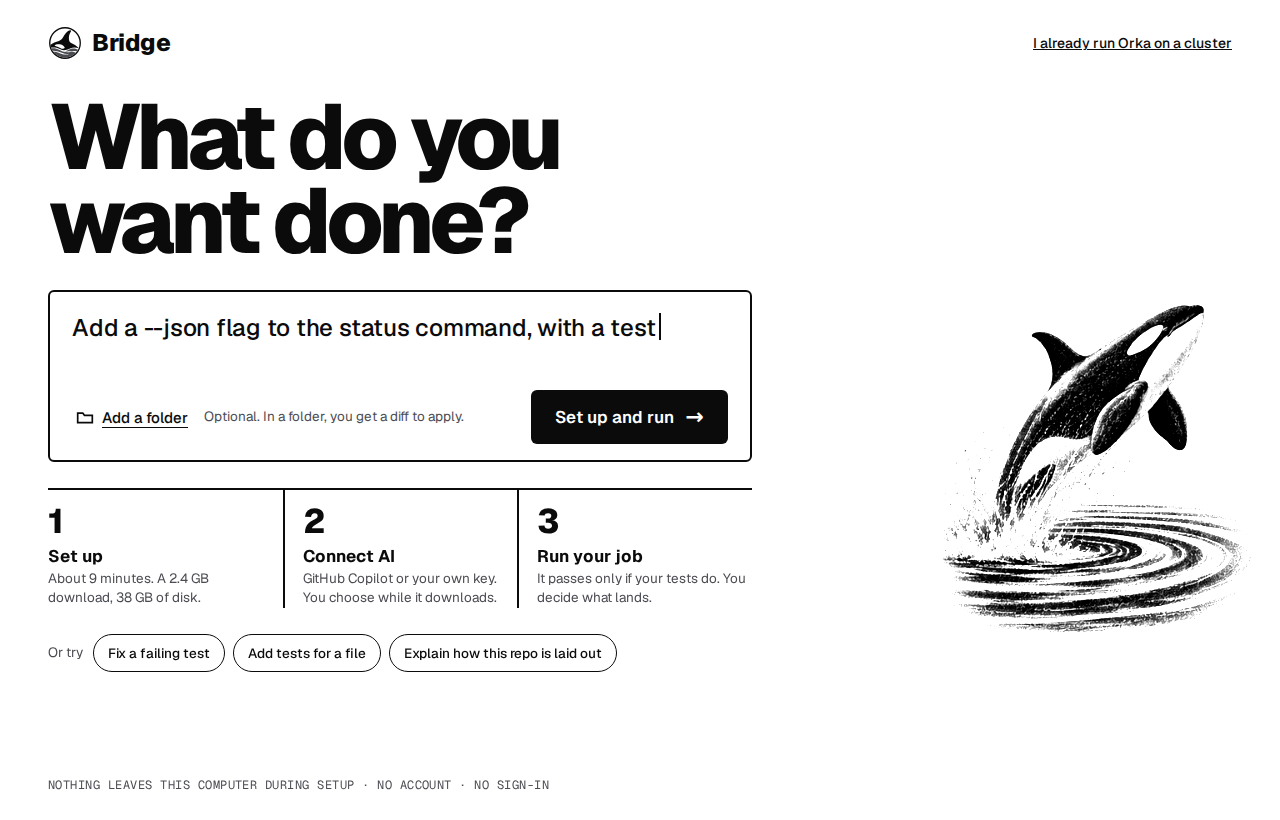 Bridge
I already run Orka on a cluster
What do you
want done?
Add a --json flag to the status command, with a test
Add a folder
Optional. In a folder, you get a diff to apply.
Set up and run →
1
Set up
About 9 minutes. A 2.4 GB
download, 38 GB of disk.
2
Connect AI
GitHub Copilot or your own key.
You choose while it downloads.
3
Run your job
It passes only if your tests do. You
decide what lands.
Or try
Fix a failing test
Add tests for a file
Explain how this repo is laid out
NOTHING LEAVES THIS COMPUTER DURING SETUP · NO ACCOUNT · NO SIGN-IN